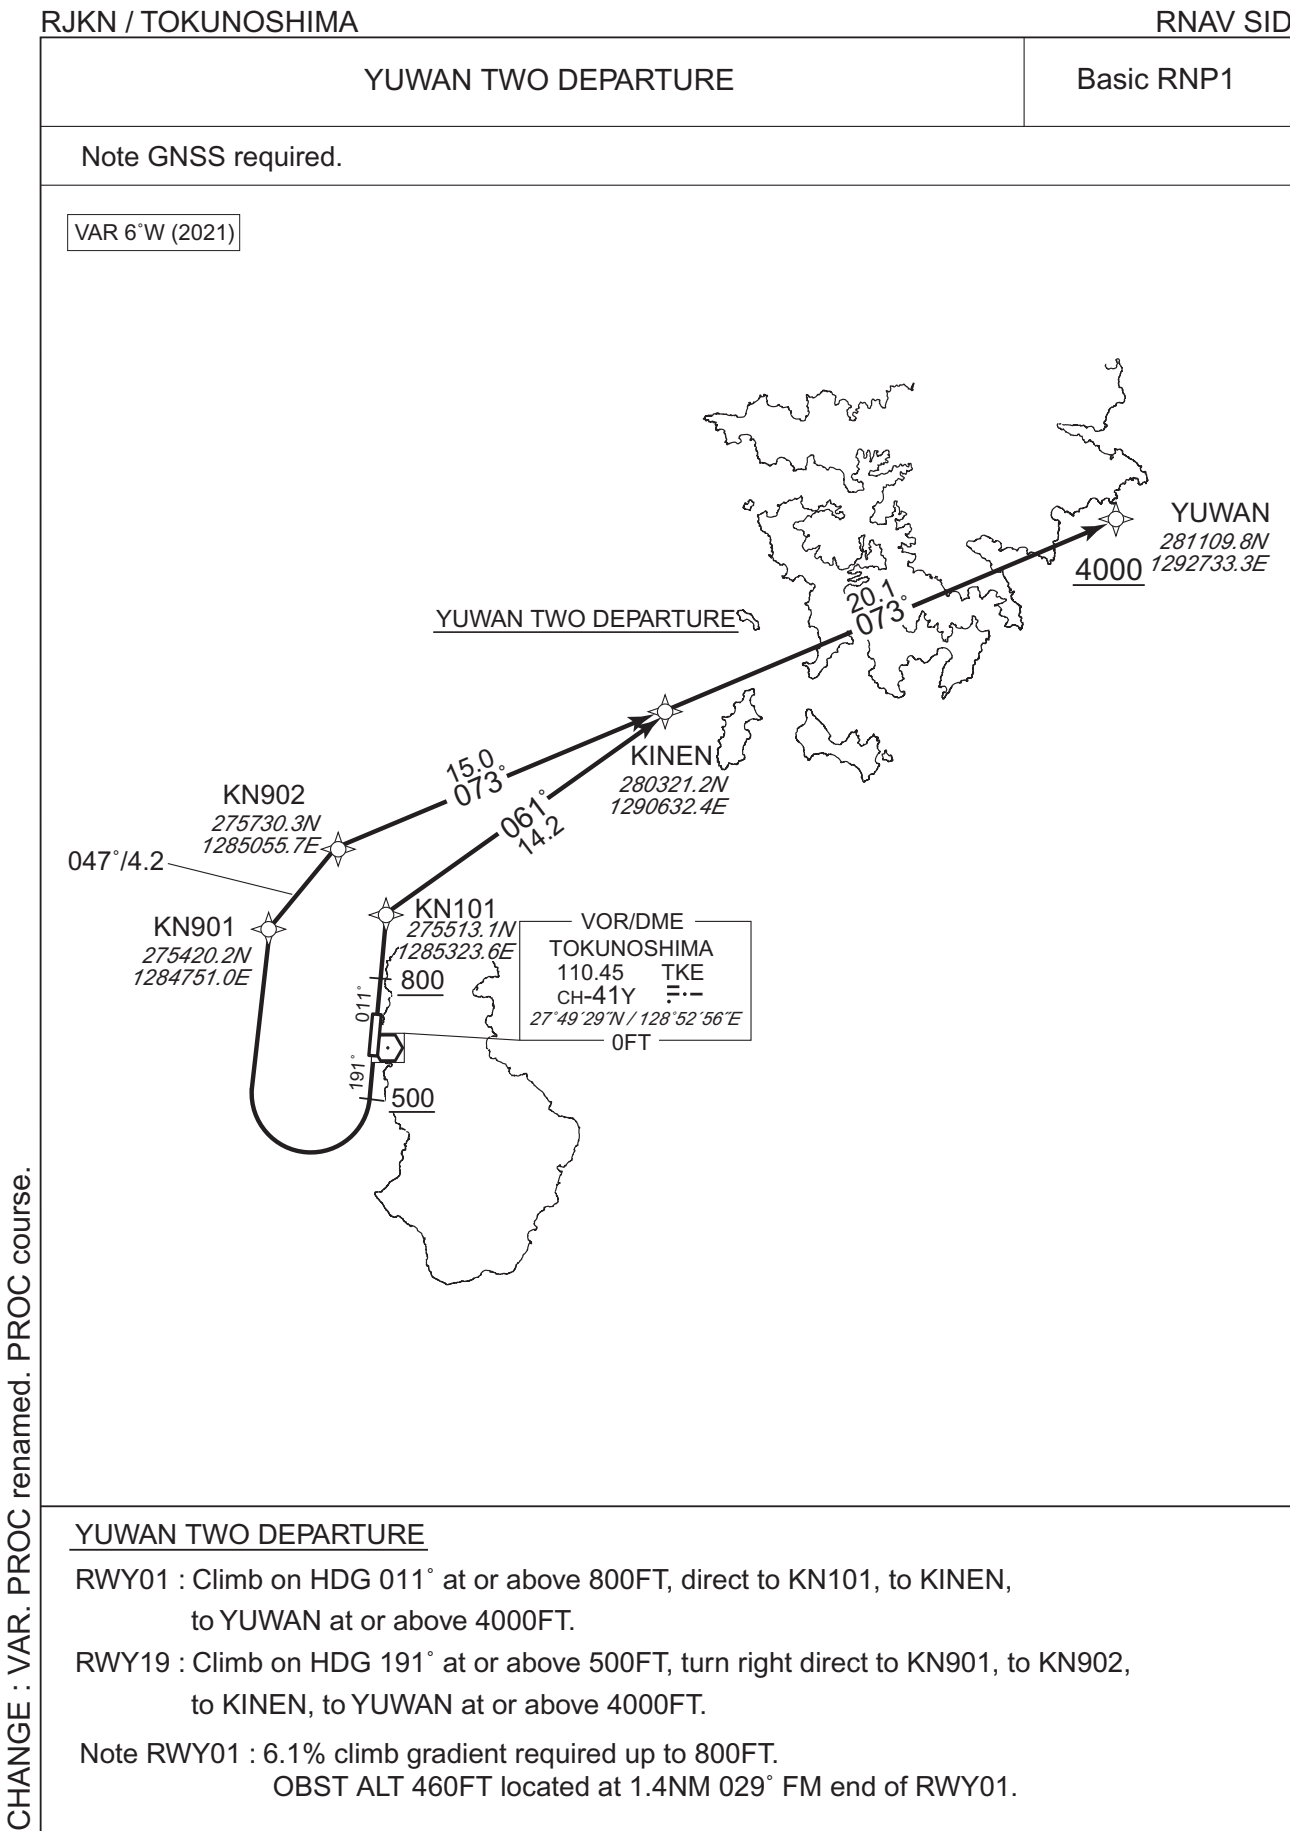 RJKN / TOKUNOSHIMA
RNAV SID
YUWAN TWO DEPARTURE
Basic RNP1
Note GNSS required.
VAR 6˚W (2021)
YUWAN
281109.8N
1292733.3E
4000
20.1
073˚
YUWAN TWO DEPARTURE
KINEN
280321.2N
1290632.4E
15.0
073˚
061˚
14.2
KN902
275730.3N
1285055.7E
047˚/4.2
KN901
275420.2N
1284751.0E
KN101
275513.1N
1285323.6E
VOR/DME
TOKUNOSHIMA
110.45 TKE
CH-41Y
27˚49´29˝N / 128˚52´56˝E
0FT
800
011˚
191˚
500
YUWAN TWO DEPARTURE
RWY01 : Climb on HDG 011˚ at or above 800FT, direct to KN101, to KINEN,
to YUWAN at or above 4000FT.
RWY19 : Climb on HDG 191˚ at or above 500FT, turn right direct to KN901, to KN902,
to KINEN, to YUWAN at or above 4000FT.
Note RWY01 : 6.1% climb gradient required up to 800FT.
OBST ALT 460FT located at 1.4NM 029˚ FM end of RWY01.
CHANGE : VAR. PROC renamed. PROC course.